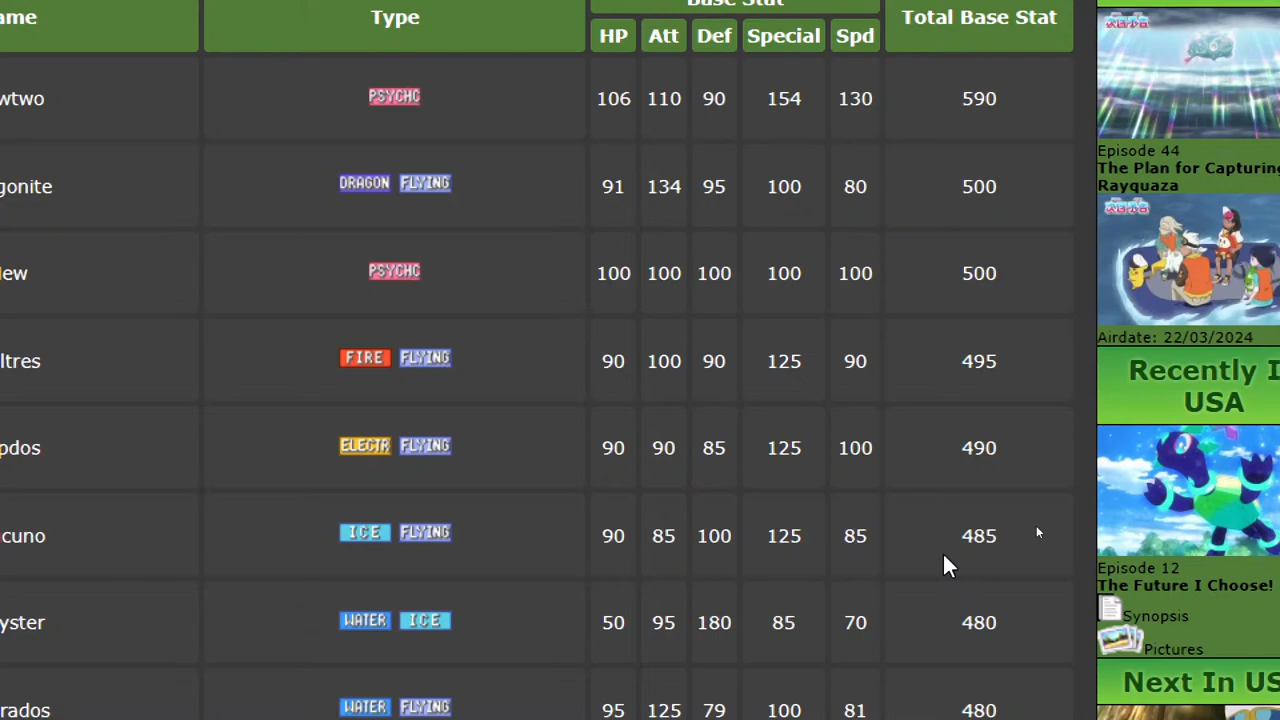 ame Type Base Stat Total Base Stat
HP Att Def Special Spd
wtwo PSYCHC 106 110 90 154 130 590
gonite DRAGON FLYING 91 134 95 100 80 500
lew PSYCHC 100 100 100 100 100 500
ltres FIRE FLYING 90 100 90 125 90 495
pdos ELECTR FLYING 90 90 85 125 100 490
cuno ICE FLYING 90 85 100 125 85 485
yster WATER ICE 50 95 180 85 70 480
rados WATER FLYING 95 125 79 100 81 480
Episode 44
The Plan for Capturing
Rayquaza
Airdate: 22/03/2024
Recently I
USA
Episode 12
The Future I Choose!
Synopsis
Pictures
Next In US